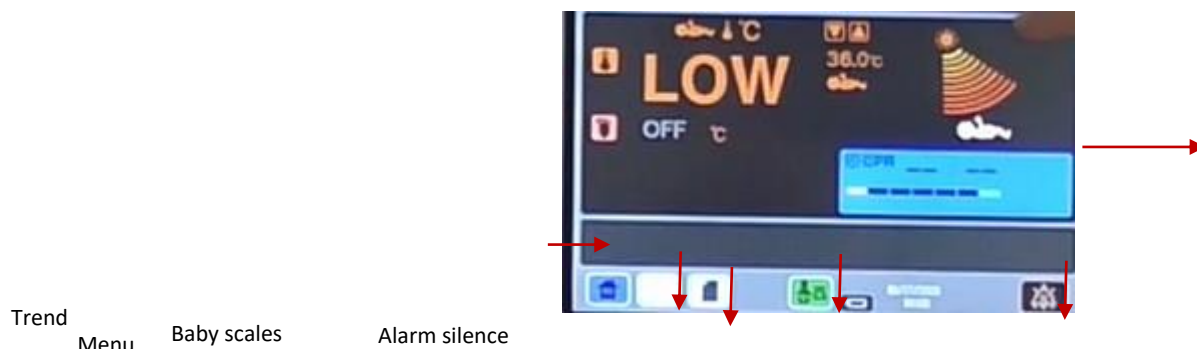 ℃
LOW
36.0℃
OFF ℃
CPR
Trend
Menu
Baby scales
Alarm silence